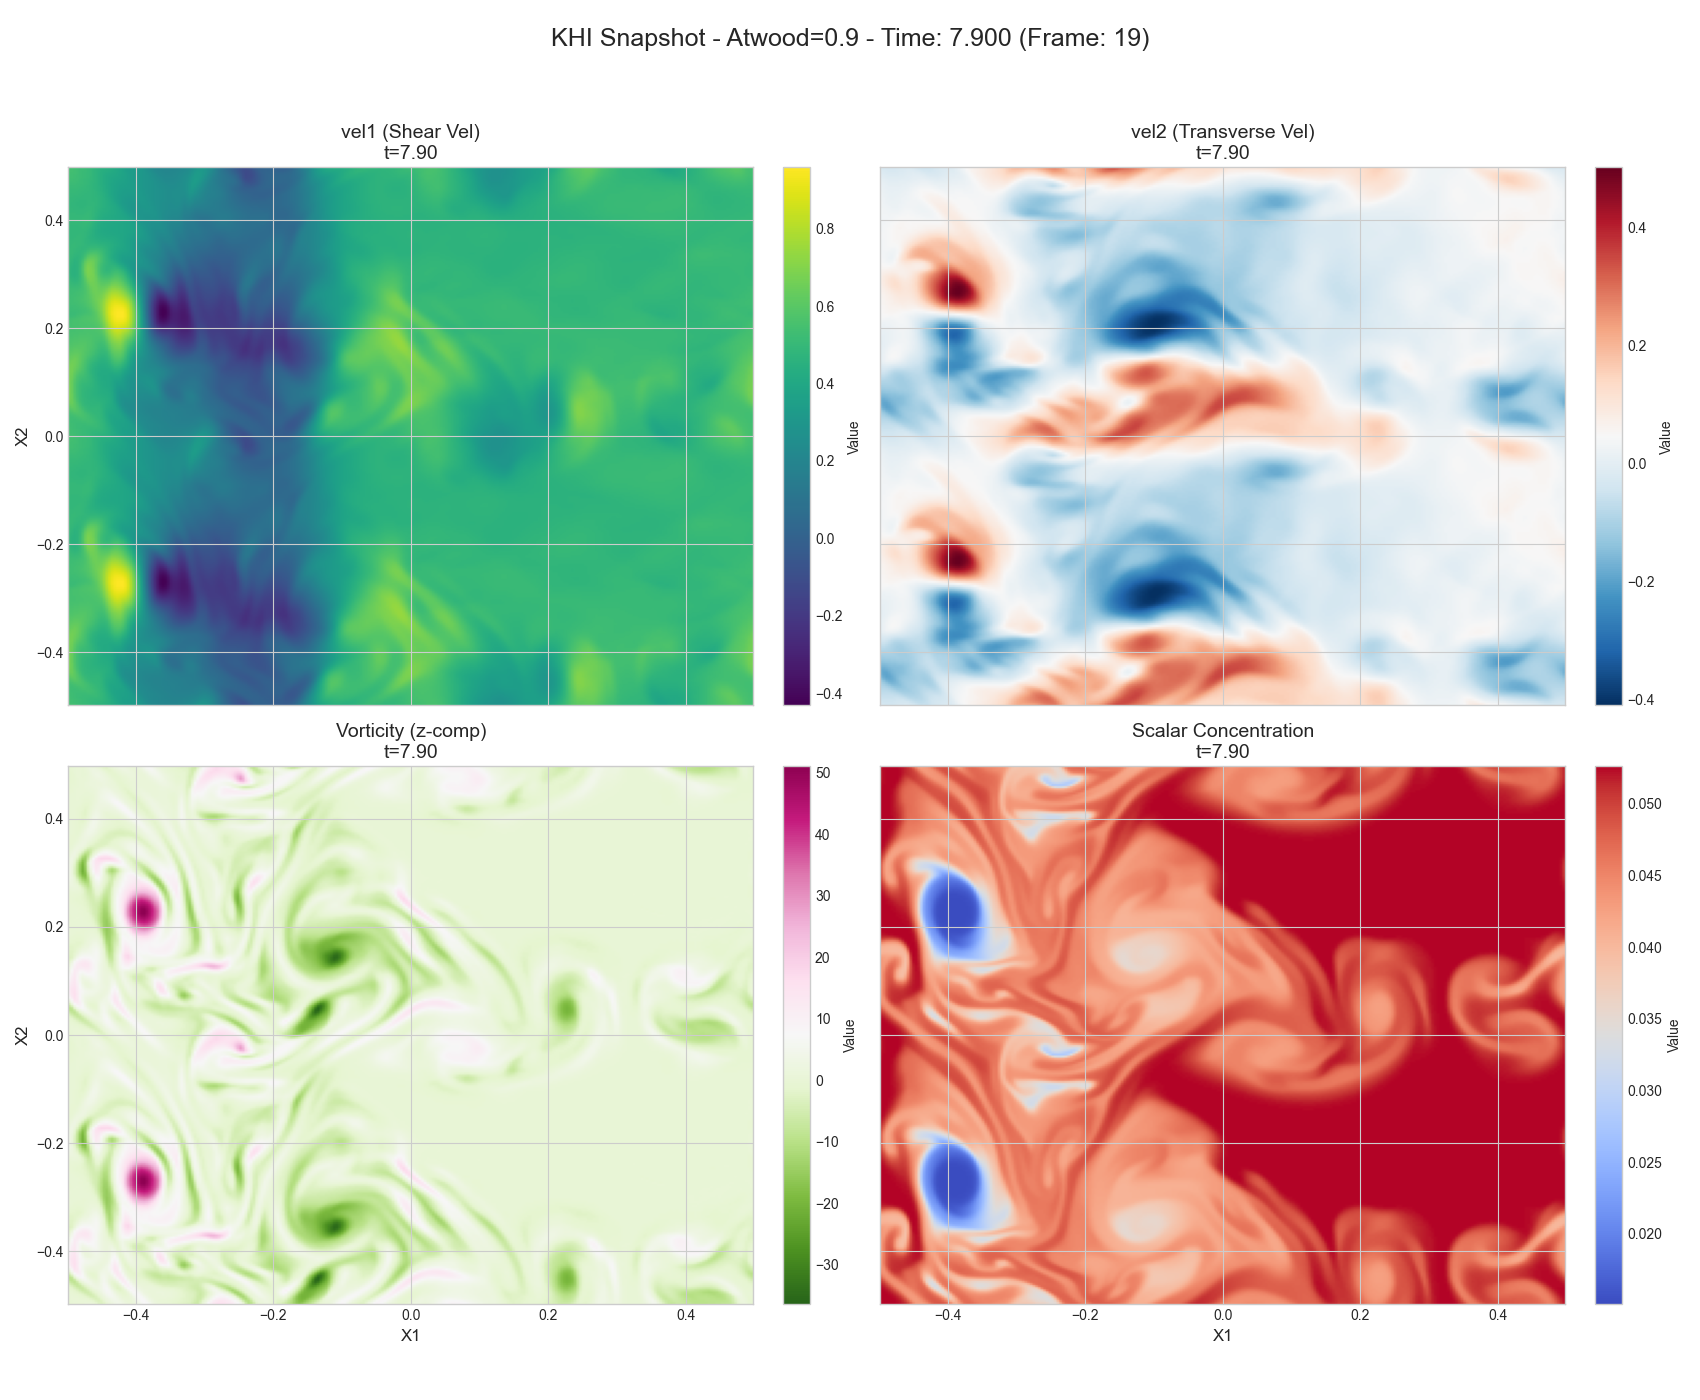 KHI Snapshot - Atwood=0.9 - Time: 7.900 (Frame: 19)
vel1 (Shear Vel)
t=7.90
X2
0.4
0.2
0.0
−0.2
−0.4
0.8
0.6
0.4
0.2
0.0
−0.2
−0.4
Value
vel2 (Transverse Vel)
t=7.90
0.4
0.2
0.0
−0.2
−0.4
Value
Vorticity (z-comp)
t=7.90
X2
0.4
0.2
0.0
−0.2
−0.4
−0.4 −0.2 0.0 0.2 0.4
X1
50
40
30
20
10
0
−10
−20
−30
Value
Scalar Concentration
t=7.90
−0.4 −0.2 0.0 0.2 0.4
X1
0.050
0.045
0.040
0.035
0.030
0.025
0.020
Value